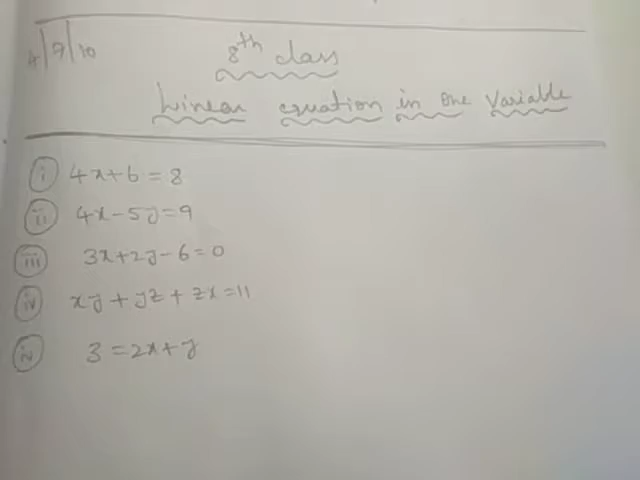 4/9/10
8th class
Linear equation in one Variable
i 4x+6=8
ii 4x-5y=9
iii 3x+2y-6=0
iv xy+yz+zx=11
iv 3=2x+y